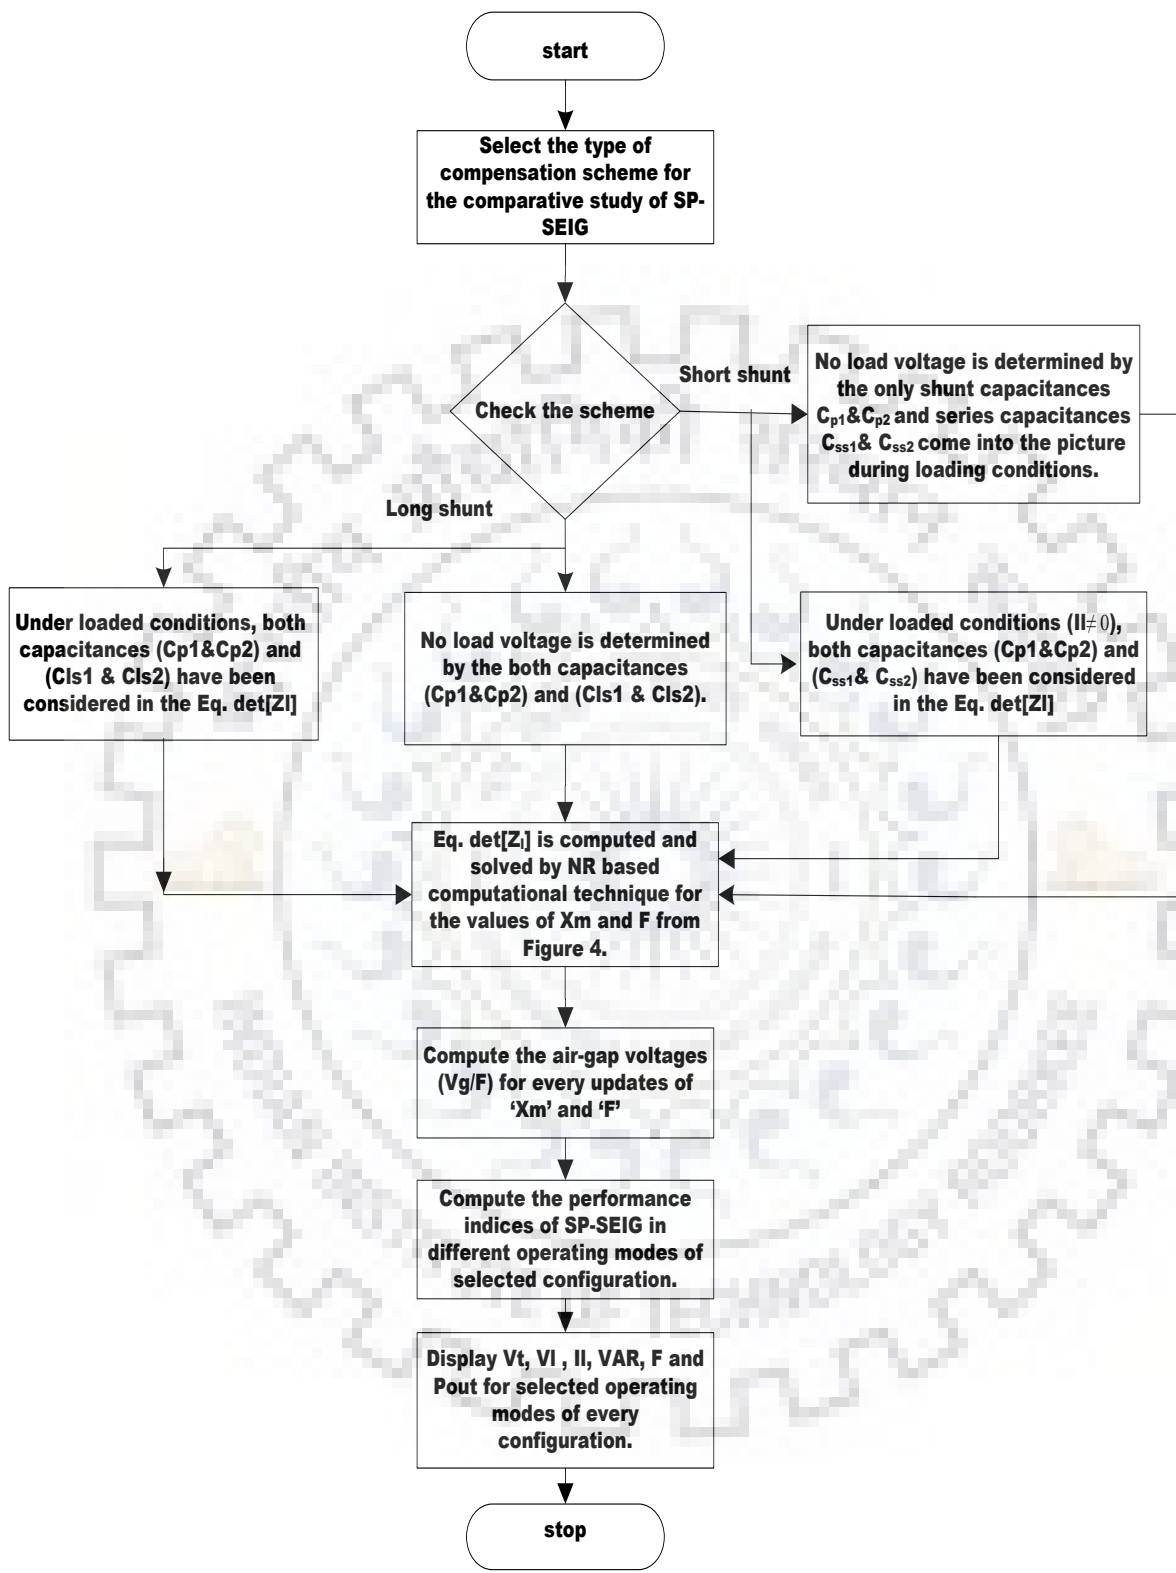 start
Select the type of
compensation scheme for
the comparative study of SP-
SEIG
Check the scheme
Short shunt
No load voltage is determined by
the only shunt capacitances
Cp1&Cp2 and series capacitances
Css1& Css2 come into the picture
during loading conditions.
Long shunt
Under loaded conditions, both
capacitances (Cp1&Cp2) and
(Cls1 & Cls2) have been
considered in the Eq. det[Zl]
No load voltage is determined
by the both capacitances
(Cp1&Cp2) and (Cls1 & Cls2).
Under loaded conditions (Il≠0),
both capacitances (Cp1&Cp2) and
(Css1& Css2) have been considered
in the Eq. det[Zl]
Eq. det[Zl] is computed and
solved by NR based
computational technique for
the values of Xm and F from
Figure 4.
Compute the air-gap voltages
(Vg/F) for every updates of
‘Xm’ and ‘F’
Compute the performance
indices of SP-SEIG in
different operating modes of
selected configuration.
Display Vt, Vl , Il, VAR, F and
Pout for selected operating
modes of every
configuration.
stop